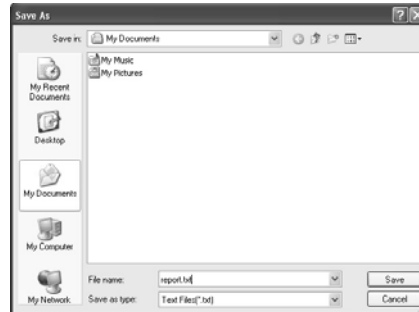 Save As
Save in: My Documents
My Recent
Documents
Desktop
My Documents
My Computer
My Network
My Music
My Pictures
File name: report.txt Save
Save as type: Text Files(*.txt) Cancel